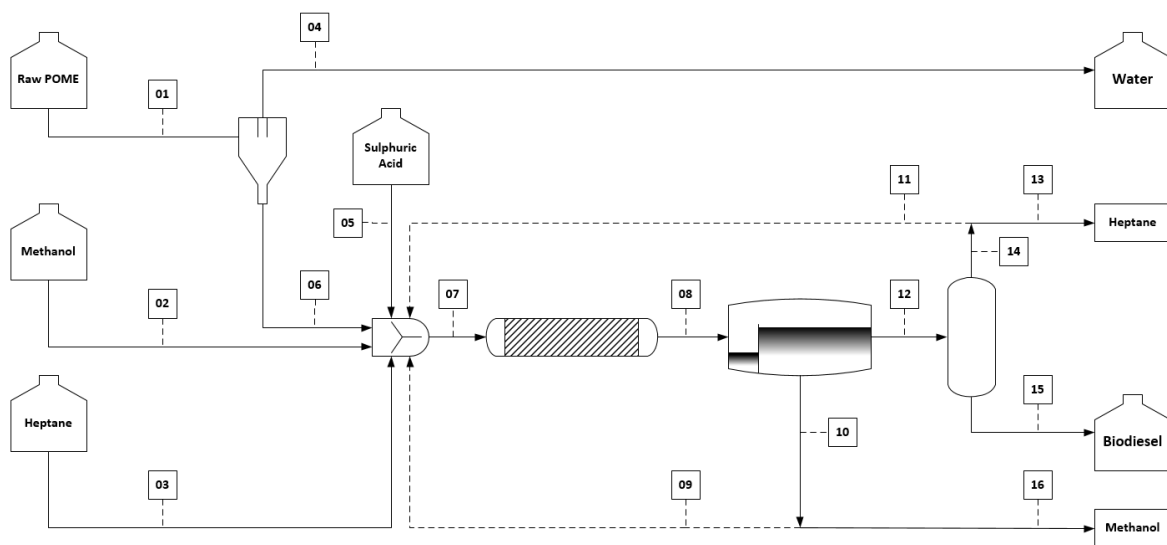 04
Raw POME
Water
01
Sulphuric
Acid
11
13
05
Methanol
Heptane
14
02
06
07
08
12
Heptane
15
10
Biodiesel
03
09
16
Methanol